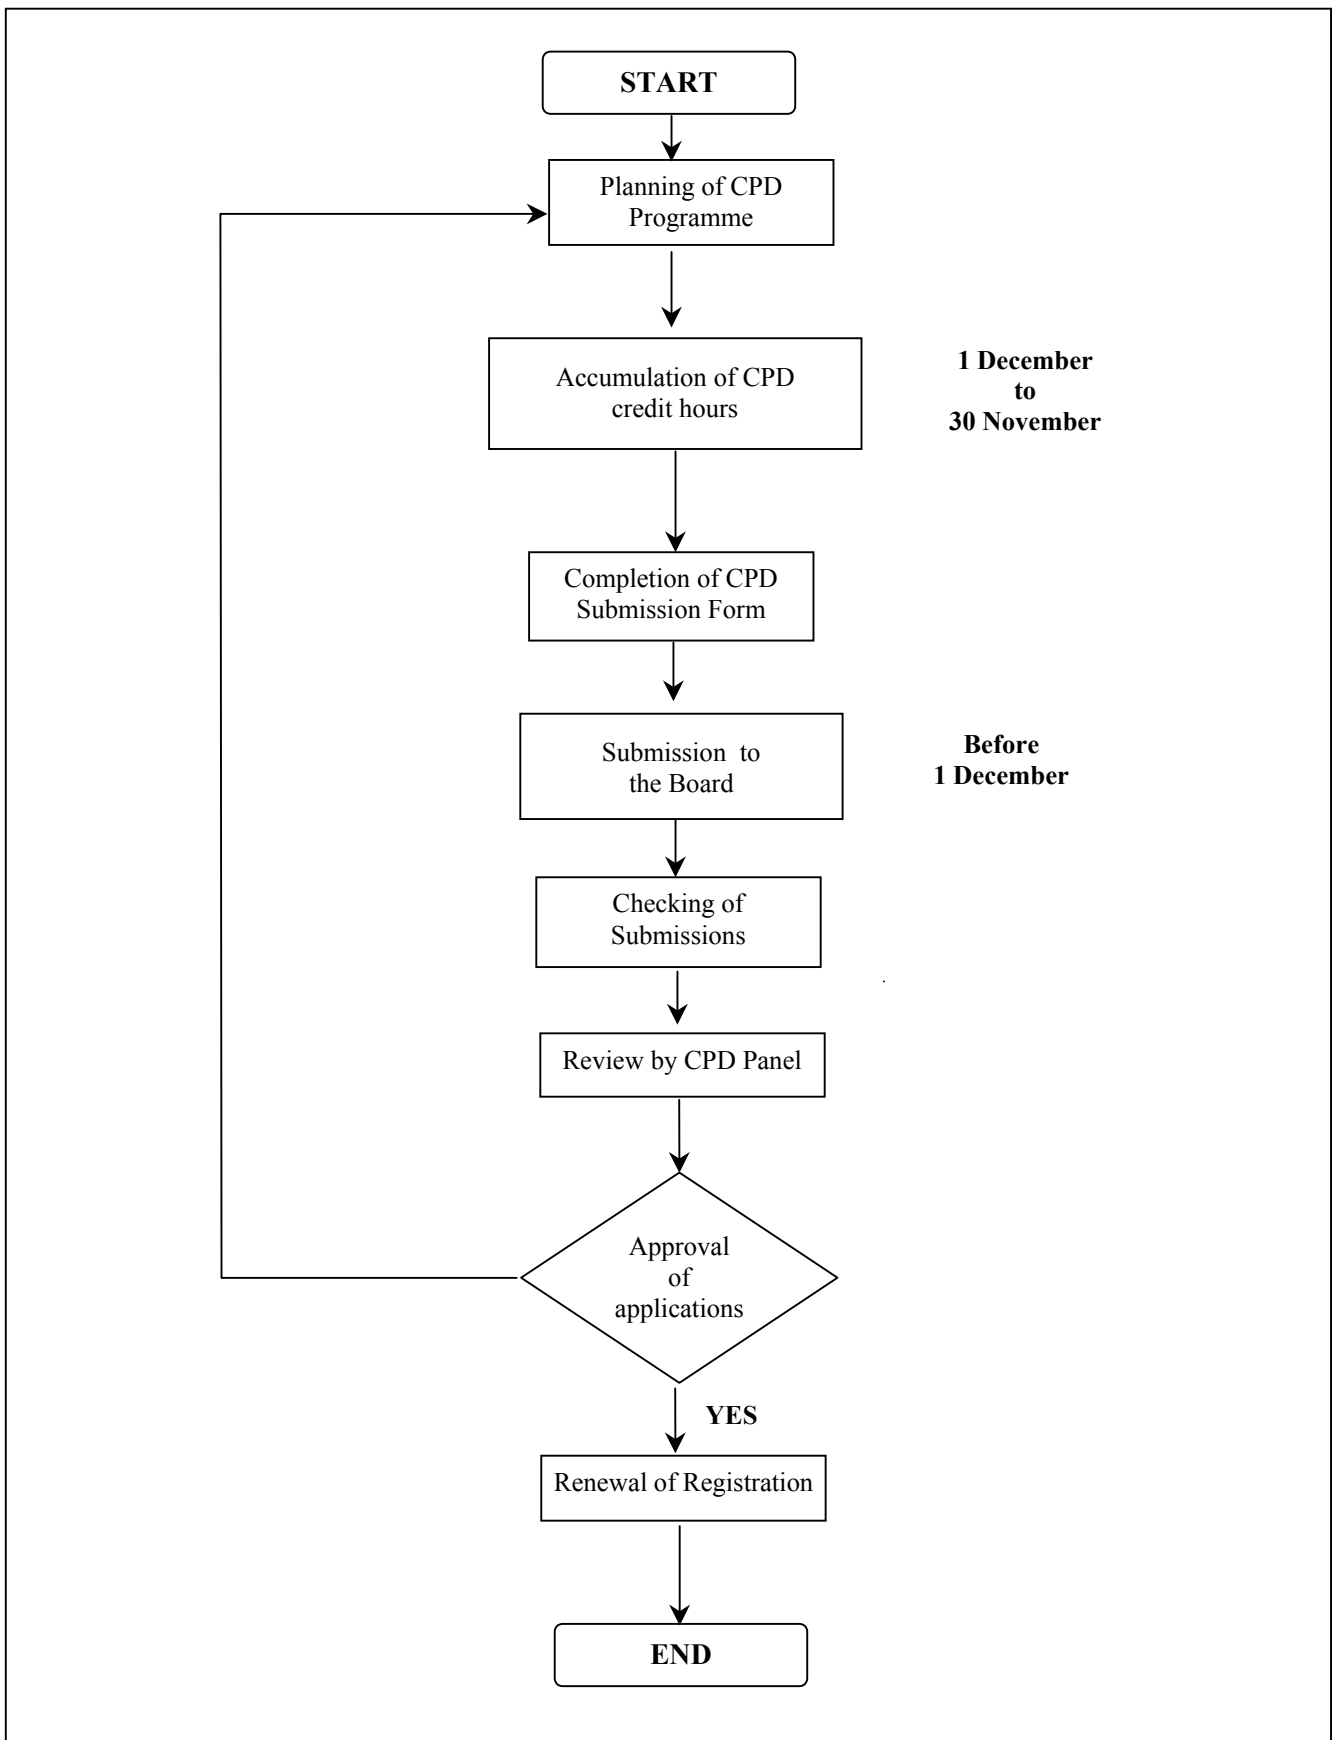 START
Planning of CPD
Programme
Accumulation of CPD
credit hours
1 December
to
30 November
Completion of CPD
Submission Form
Submission to
the Board
Before
1 December
Checking of
Submissions
Review by CPD Panel
Approval
of
applications
YES
Renewal of Registration
END